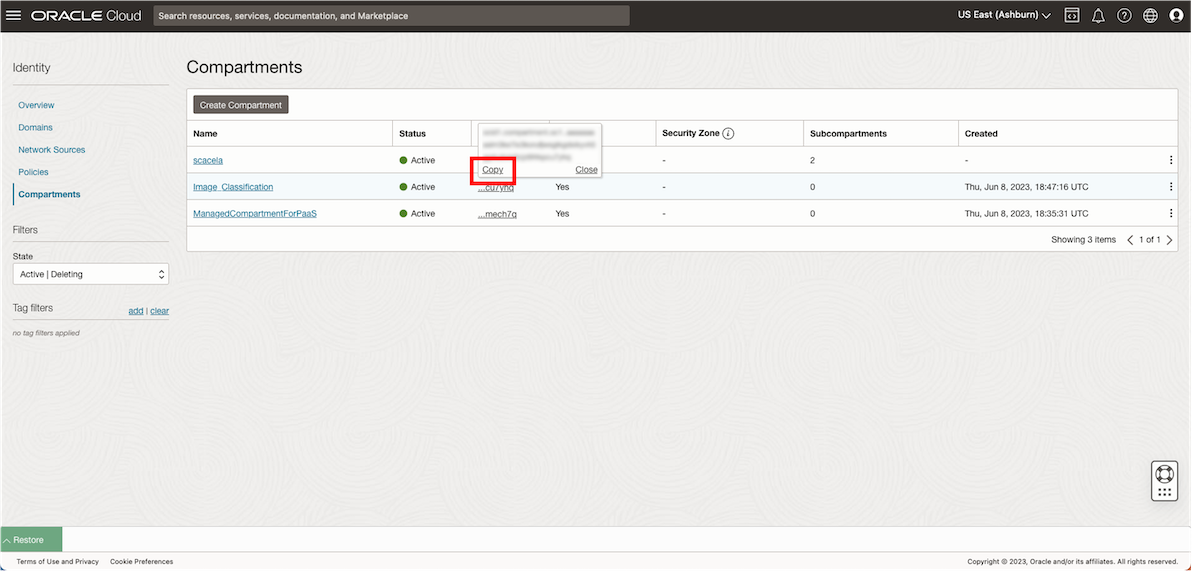 ORACLE Cloud
Search resources, services, documentation, and Marketplace
US East (Ashburn)
Identity
Overview
Domains
Network Sources
Policies
Compartments
Filters
State
Active | Deleting
Tag filters
add | clear
no tag filters applied
Compartments
Create Compartment
Name Status Security Zone Subcompartments Created
scacela Active - 2 -
Copy Close
Image_Classification Active Yes - 0 Thu, Jun 8, 2023, 18:47:16 UTC
ManagedCompartmentForPaaS Active ...mech7q Yes - 0 Thu, Jun 8, 2023, 18:35:31 UTC
Showing 3 items 1 of 1
Restore
Terms of Use and Privacy Cookie Preferences
Copyright © 2023, Oracle and/or its affiliates. All rights reserved.